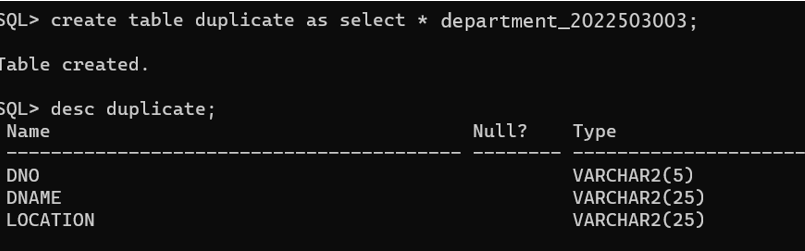 SQL> create table duplicate as select * department_2022503003;
Table created.
SQL> desc duplicate;
Name Null? Type
----------------------------------------- -------- ---------------------
DNO VARCHAR2(5)
DNAME VARCHAR2(25)
LOCATION VARCHAR2(25)